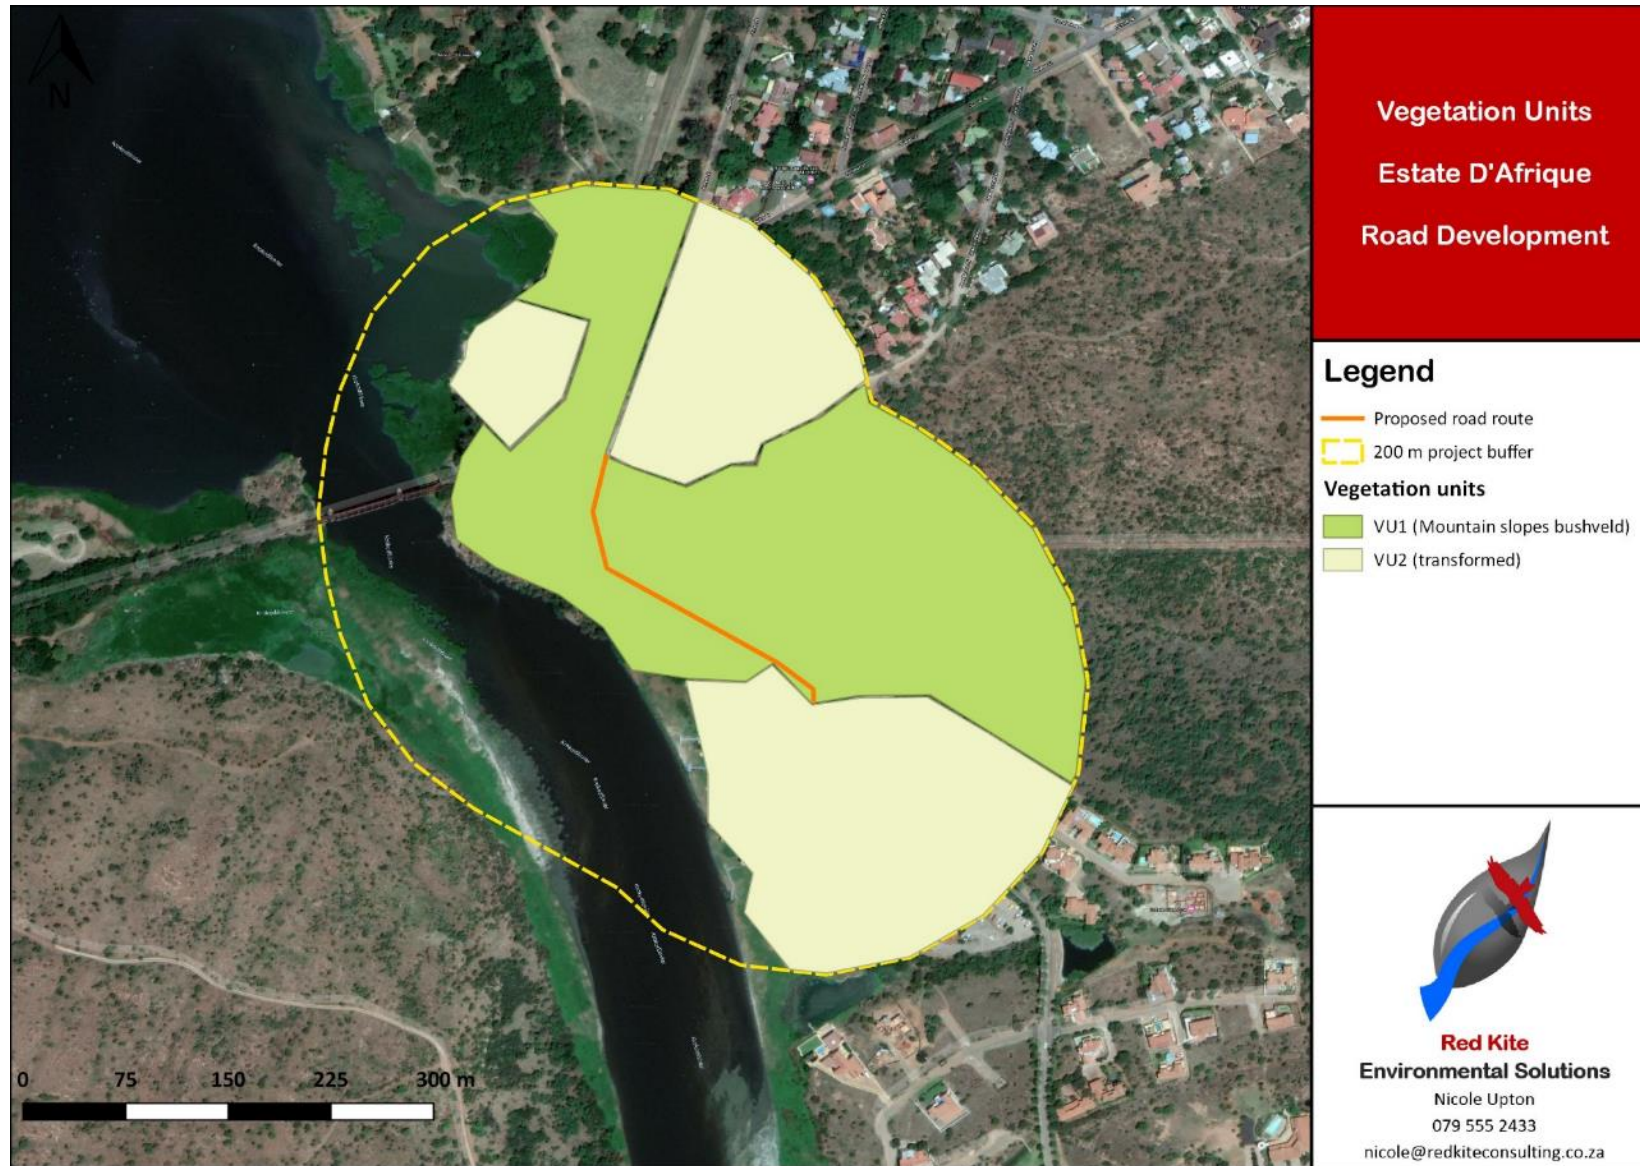 N
Vegetation Units
Estate D'Afrique
Road Development
Legend
Proposed road route
200 m project buffer
Vegetation units
VU1 (Mountain slopes bushveld)
VU2 (transformed)
0 75 150 225 300 m
Red Kite
Environmental Solutions
Nicole Upton
079 555 2433
nicole@redkiteconsulting.co.za